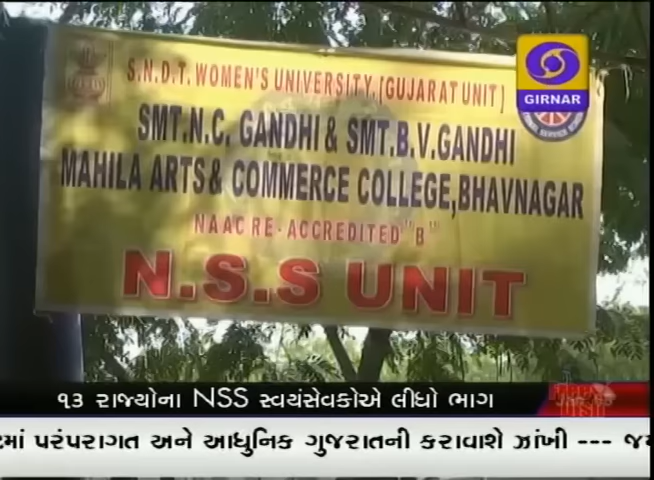 S.N.D.T. WOMEN'S UNIVERSITY, [GUJARAT UNIT]
SMT.N.C. GANDHI & SMT.B.V.GANDHI
MAHILA ARTS & COMMERCE COLLEGE, BHAVNAGAR
NAAC RE-ACCREDITED "B"
N.S.S UNIT
GIRNAR
૧૩ રાજ્યોના NSS સ્વયંસેવકોએ લીધો ભાગ
પરંપરાગત અને આધુનિક ગુજરાતની કરાવાશે ઝાંખી ---